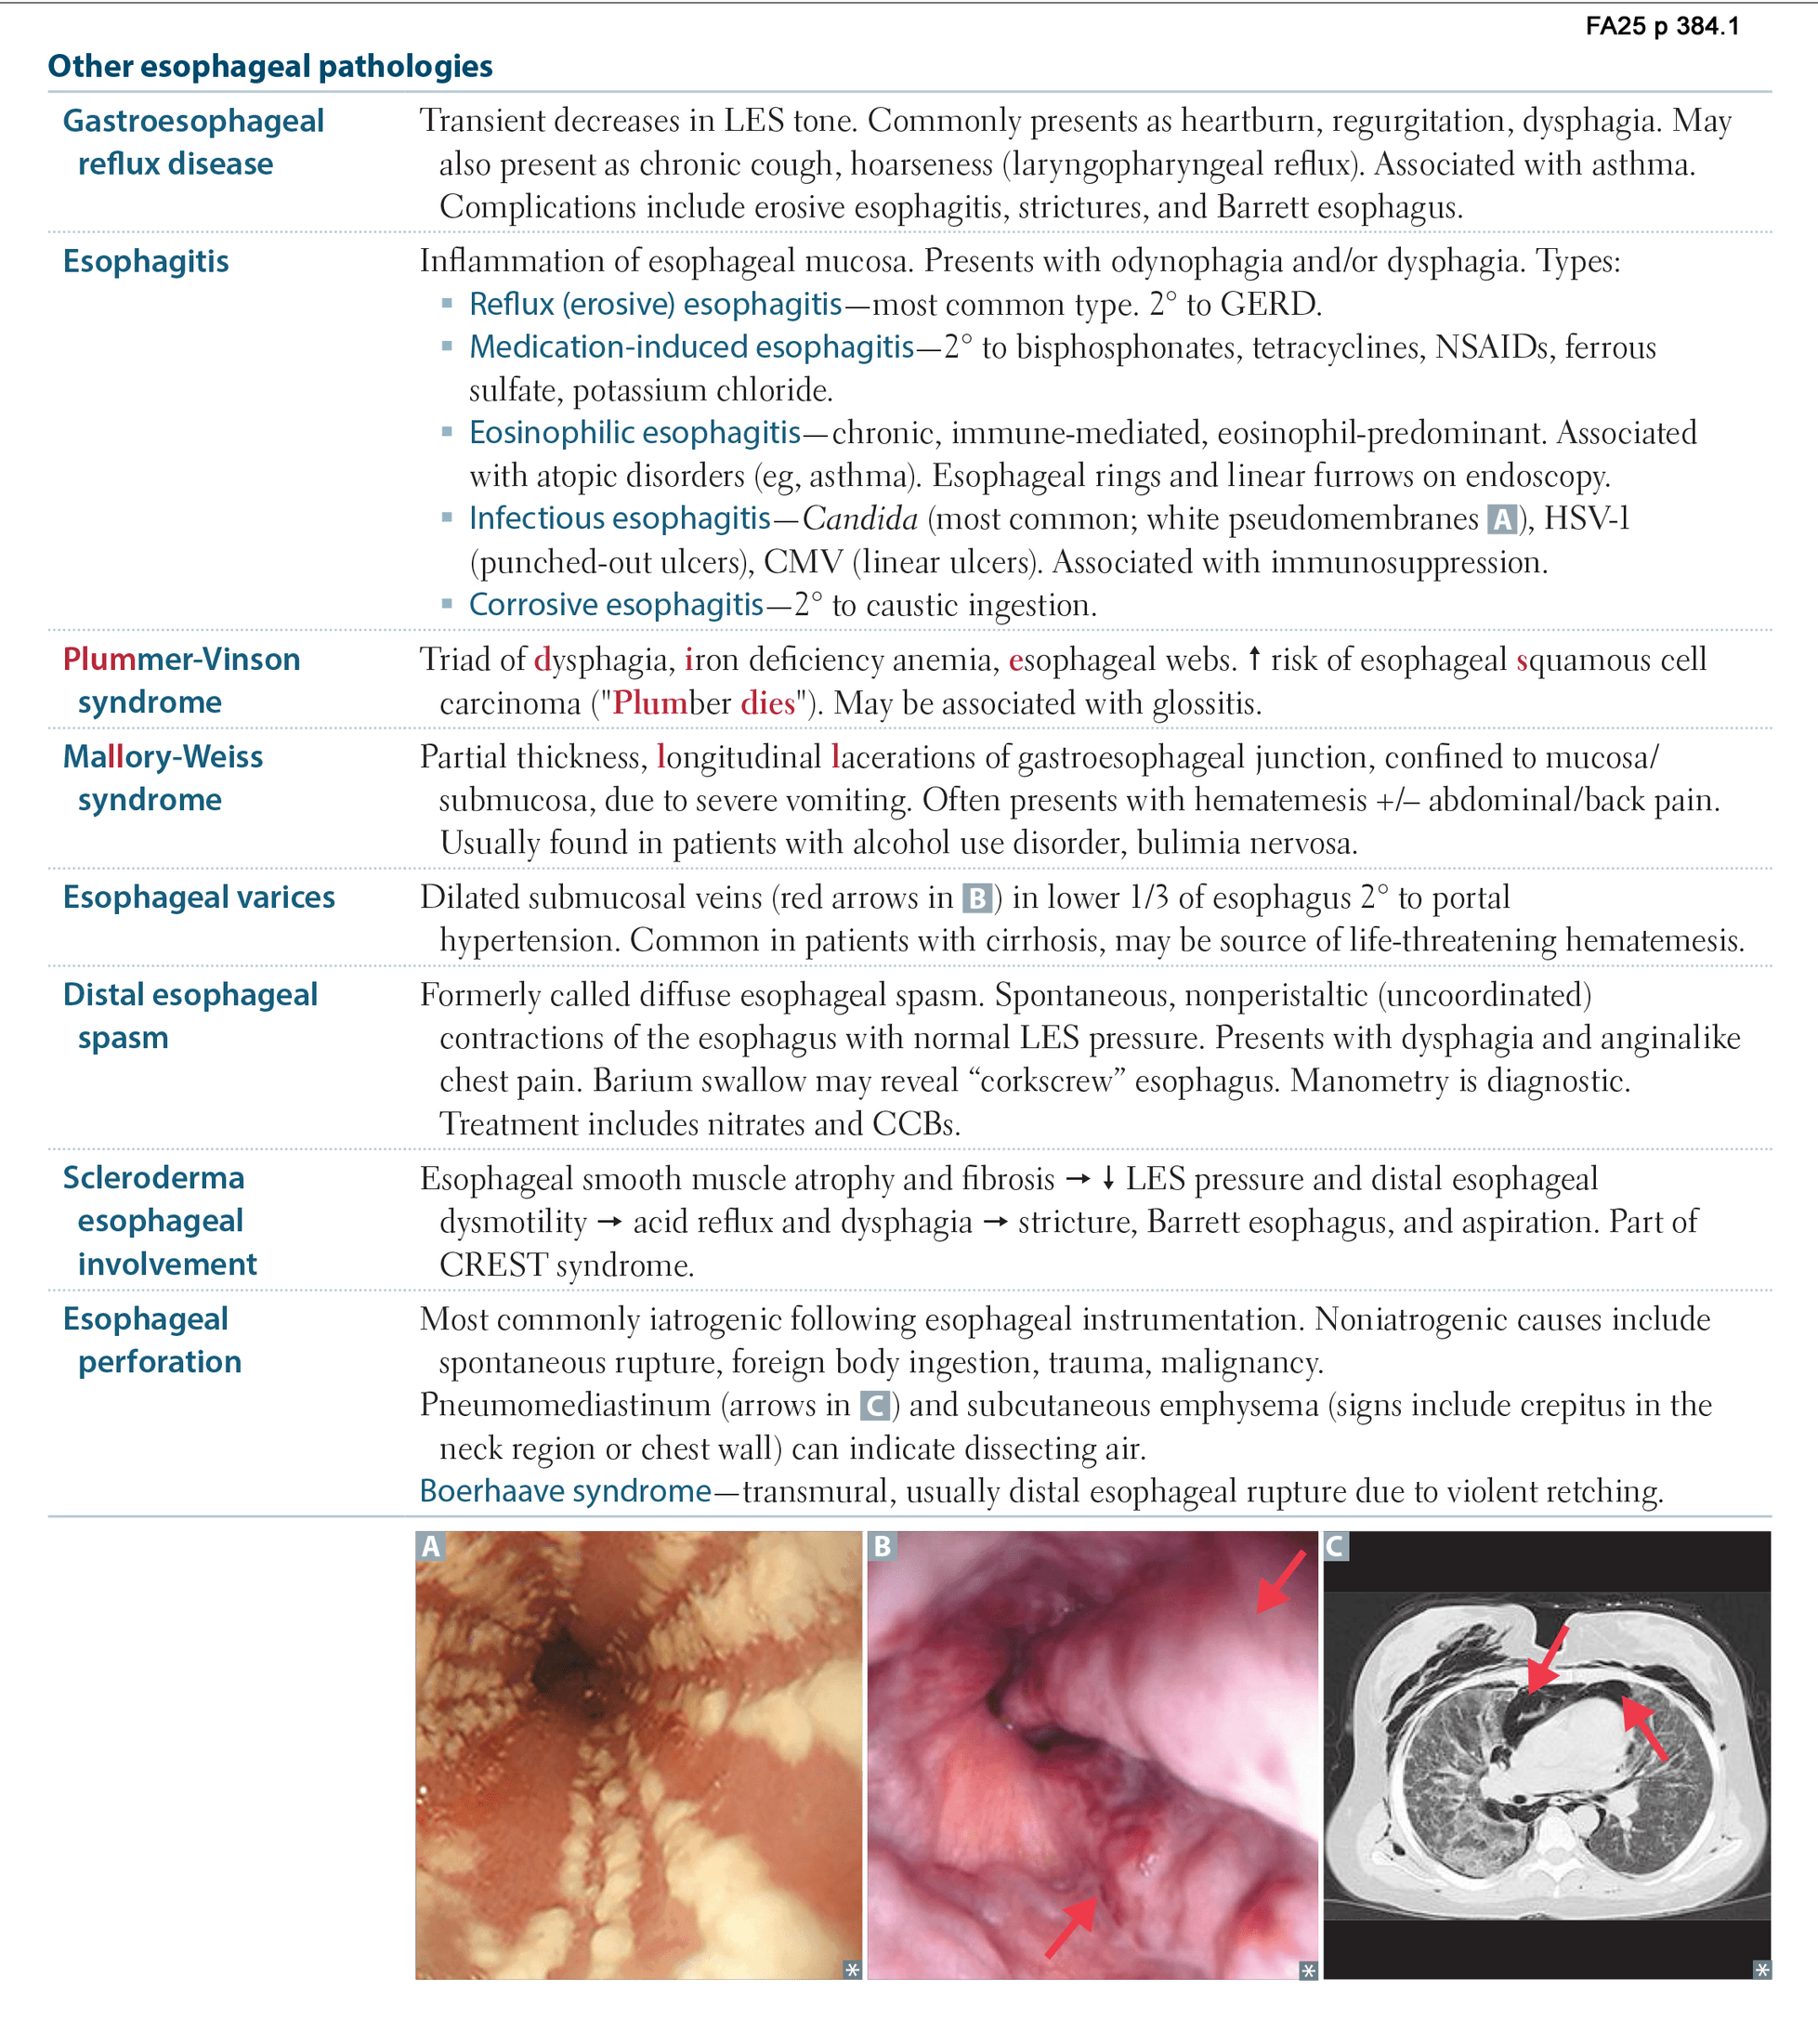 FA25 p 384.1
Other esophageal pathologies
Gastroesophageal
reflux disease
Transient decreases in LES tone. Commonly presents as heartburn, regurgitation, dysphagia. May
also present as chronic cough, hoarseness (laryngopharyngeal reflux). Associated with asthma.
Complications include erosive esophagitis, strictures, and Barrett esophagus.
Esophagitis
Inflammation of esophageal mucosa. Presents with odynophagia and/or dysphagia. Types:
▪ Reflux (erosive) esophagitis—most common type. 2° to GERD.
▪ Medication-induced esophagitis—2° to bisphosphonates, tetracyclines, NSAIDs, ferrous
sulfate, potassium chloride.
▪ Eosinophilic esophagitis—chronic, immune-mediated, eosinophil-predominant. Associated
with atopic disorders (eg, asthma). Esophageal rings and linear furrows on endoscopy.
▪ Infectious esophagitis—Candida (most common; white pseudomembranes A), HSV-1
(punched-out ulcers), CMV (linear ulcers). Associated with immunosuppression.
▪ Corrosive esophagitis—2° to caustic ingestion.
Plummer-Vinson
syndrome
Triad of dysphagia, iron deficiency anemia, esophageal webs. ↑ risk of esophageal squamous cell
carcinoma ("Plumber dies"). May be associated with glossitis.
Mallory-Weiss
syndrome
Partial thickness, longitudinal lacerations of gastroesophageal junction, confined to mucosa/
submucosa, due to severe vomiting. Often presents with hematemesis +/– abdominal/back pain.
Usually found in patients with alcohol use disorder, bulimia nervosa.
Esophageal varices
Dilated submucosal veins (red arrows in B) in lower 1/3 of esophagus 2° to portal
hypertension. Common in patients with cirrhosis, may be source of life-threatening hematemesis.
Distal esophageal
spasm
Formerly called diffuse esophageal spasm. Spontaneous, nonperistaltic (uncoordinated)
contractions of the esophagus with normal LES pressure. Presents with dysphagia and anginalike
chest pain. Barium swallow may reveal “corkscrew” esophagus. Manometry is diagnostic.
Treatment includes nitrates and CCBs.
Scleroderma
esophageal
involvement
Esophageal smooth muscle atrophy and fibrosis → ↓ LES pressure and distal esophageal
dysmotility → acid reflux and dysphagia → stricture, Barrett esophagus, and aspiration. Part of
CREST syndrome.
Esophageal
perforation
Most commonly iatrogenic following esophageal instrumentation. Noniatrogenic causes include
spontaneous rupture, foreign body ingestion, trauma, malignancy.
Pneumomediastinum (arrows in C) and subcutaneous emphysema (signs include crepitus in the
neck region or chest wall) can indicate dissecting air.
Boerhaave syndrome—transmural, usually distal esophageal rupture due to violent retching.
A
B
C